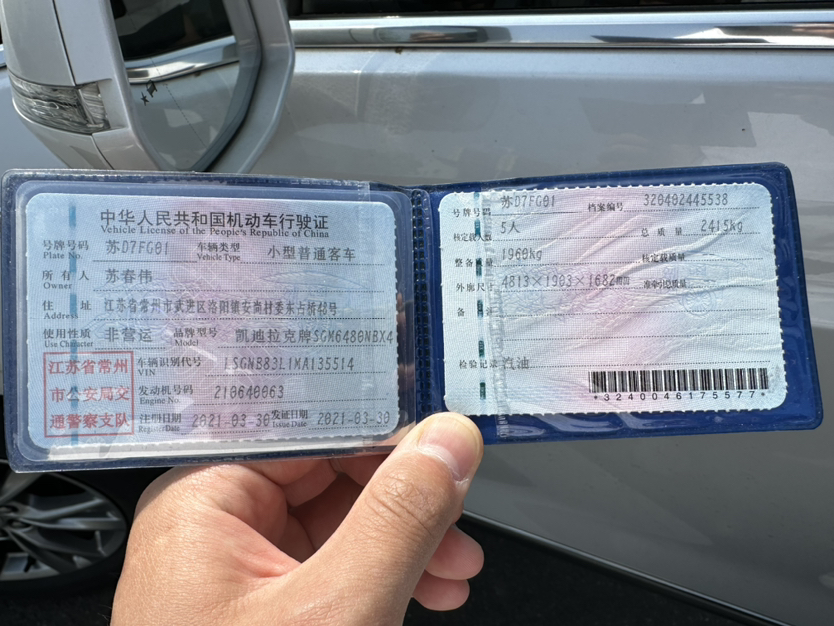 中华人民共和国机动车行驶证
Vehicle License of the People's Republic of China
号牌号码 苏D7FG01 车辆类型 小型普通客车
Plate No. Vehicle Type
所有人 苏春伟
Owner
住址 江苏省常州市武进区洛阳镇安尚村委东占桥48号
Address
使用性质 非营运 品牌型号 凯迪拉克牌SGM6480NBX4
Use Character Model
江苏省常州
市公安局交
通警察支队
车辆识别代号 LSGNB83L1MA135514
VIN
发动机号码 210640063
Engine No.
注册日期 2021-03-30 发证日期 2021-03-30
Register Date Issue Date
号牌号码 苏D7FG01 档案编号 320402445538
核定载人数 5人 总质量 2415kg
整备质量 1960kg 核定载质量
外廓尺寸 4813×1903×1682mm 准牵引总质量
备
检验记录 汽油
*3240046175577*